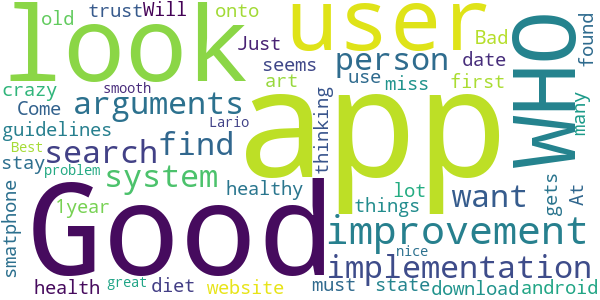 old trust Will onto
look user WHO
Just Bad found
seems person date
crazy smooth art use miss first
Come arguments app many
guidelines Lario thinking
Best search find
stay problem system healthy lot want gets At
smatphone Good things
1year improvement
nice
health great diet website implementation
must state download android